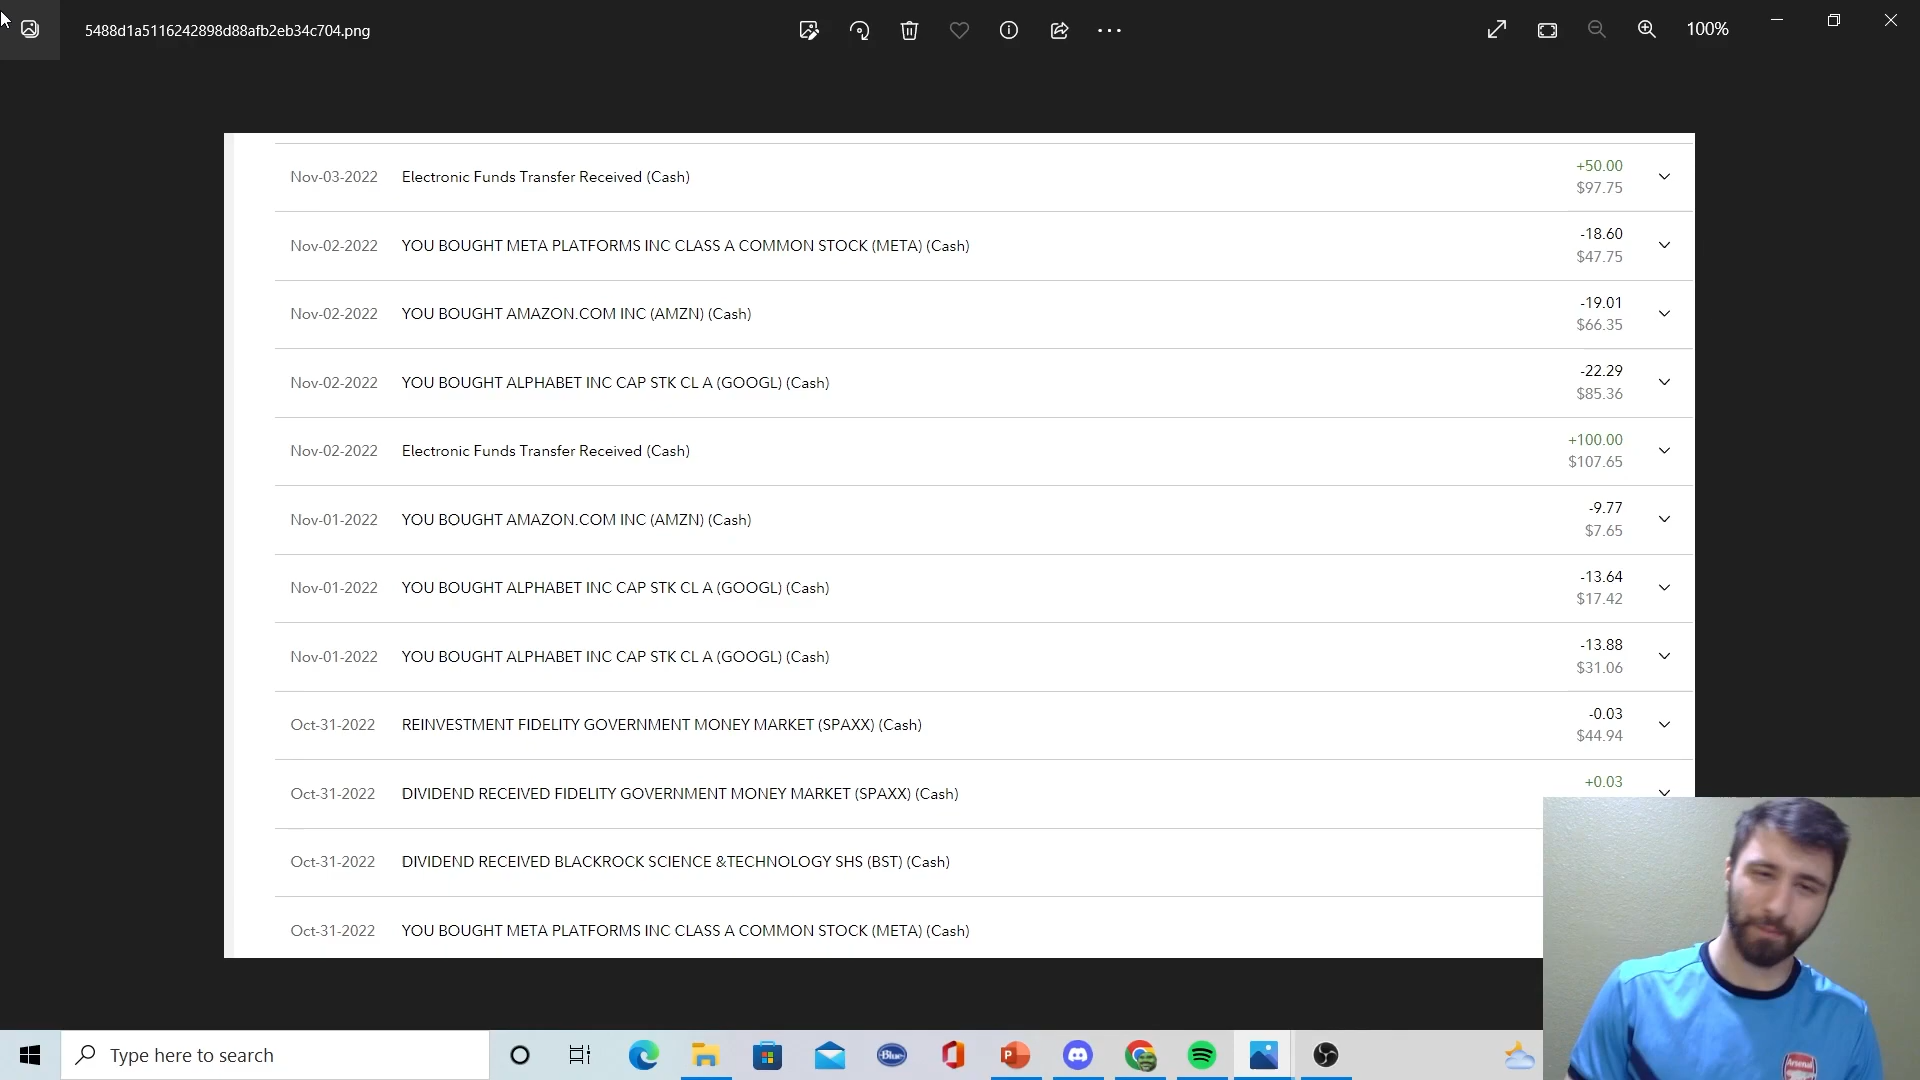 5488d1a5116242898d88afb2eb34c704.png
100%
Nov-03-2022 Electronic Funds Transfer Received (Cash) +50.00
$97.75
Nov-02-2022 YOU BOUGHT META PLATFORMS INC CLASS A COMMON STOCK (META) (Cash) -18.60
$47.75
Nov-02-2022 YOU BOUGHT AMAZON.COM INC (AMZN) (Cash) -19.01
$66.35
Nov-02-2022 YOU BOUGHT ALPHABET INC CAP STK CL A (GOOGL) (Cash) -22.29
$85.36
Nov-02-2022 Electronic Funds Transfer Received (Cash) +100.00
$107.65
Nov-01-2022 YOU BOUGHT AMAZON.COM INC (AMZN) (Cash) -9.77
$7.65
Nov-01-2022 YOU BOUGHT ALPHABET INC CAP STK CL A (GOOGL) (Cash) -13.64
$17.42
Nov-01-2022 YOU BOUGHT ALPHABET INC CAP STK CL A (GOOGL) (Cash) -13.88
$31.06
Oct-31-2022 REINVESTMENT FIDELITY GOVERNMENT MONEY MARKET (SPAXX) (Cash) -0.03
$44.94
Oct-31-2022 DIVIDEND RECEIVED FIDELITY GOVERNMENT MONEY MARKET (SPAXX) (Cash) +0.03
Oct-31-2022 DIVIDEND RECEIVED BLACKROCK SCIENCE &TECHNOLOGY SHS (BST) (Cash)
Oct-31-2022 YOU BOUGHT META PLATFORMS INC CLASS A COMMON STOCK (META) (Cash)
Arsenal
Type here to search
Blue
P